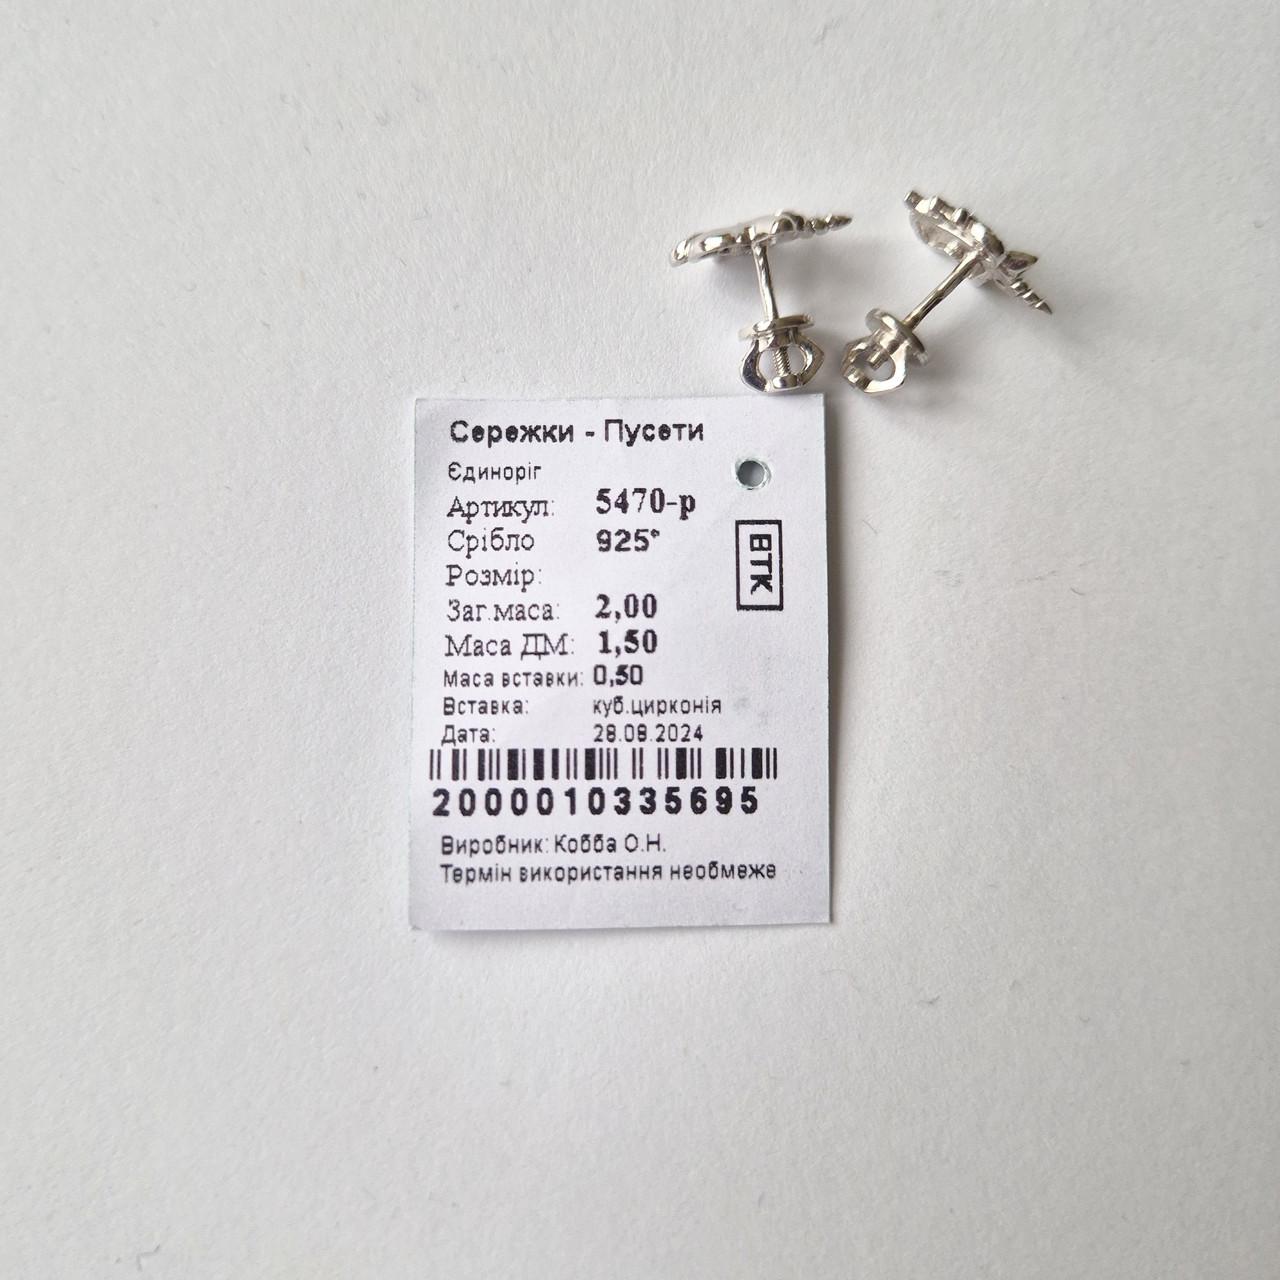 Сережки - Пусети
Єдиноріг
Артикул: 5470-р
Срібло 925°
Розмір:
Заг.маса: 2,00
Маса ДМ: 1,50
Маса вставки: 0,50
Вставка: куб.цирконія
Дата: 28.08.2024
2000010335695
Виробник: Кобба О.Н.
Термін використання необмеже
ВТК